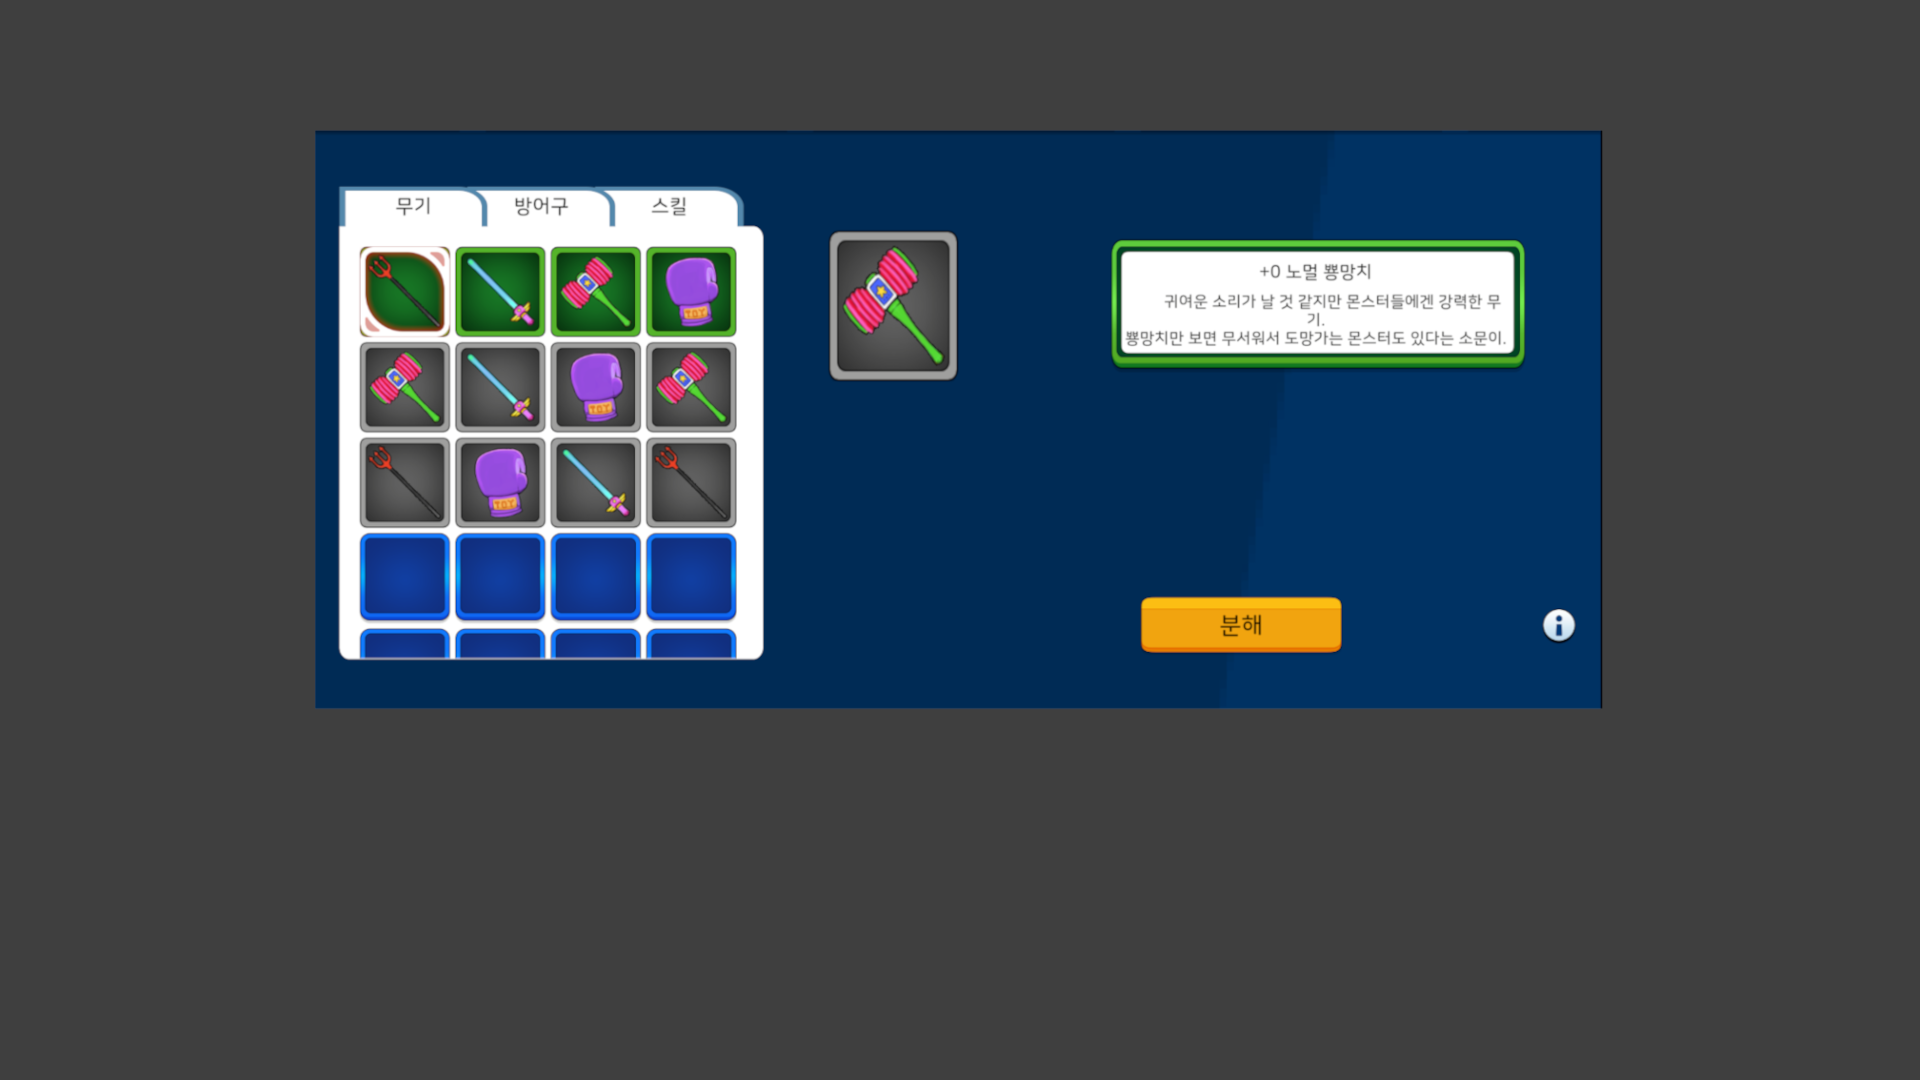 무기
방어구
스킬
+0 노멀 뿅망치
귀여운 소리가 날 것 같지만 몬스터들에겐 강력한 무
기.
뿅망치만 보면 무서워서 도망가는 몬스터도 있다는 소문이.
TOY
TOY
TOY
분해